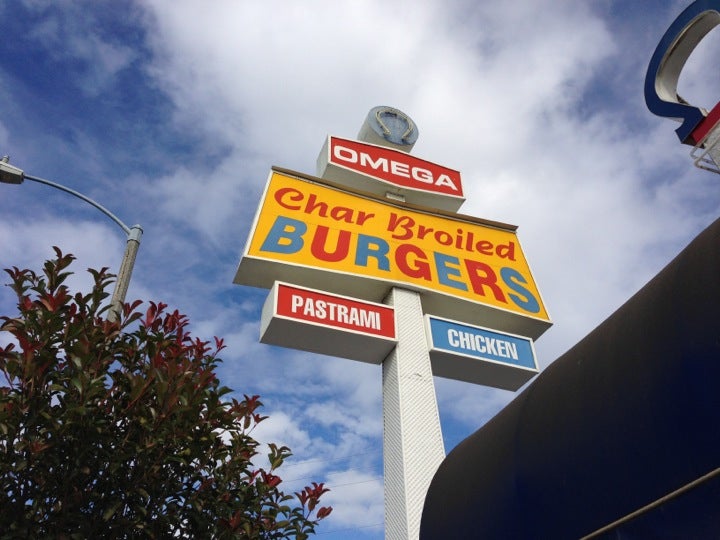 OMEGA
Char Broiled
BURGERS
PASTRAMI
CHICKEN